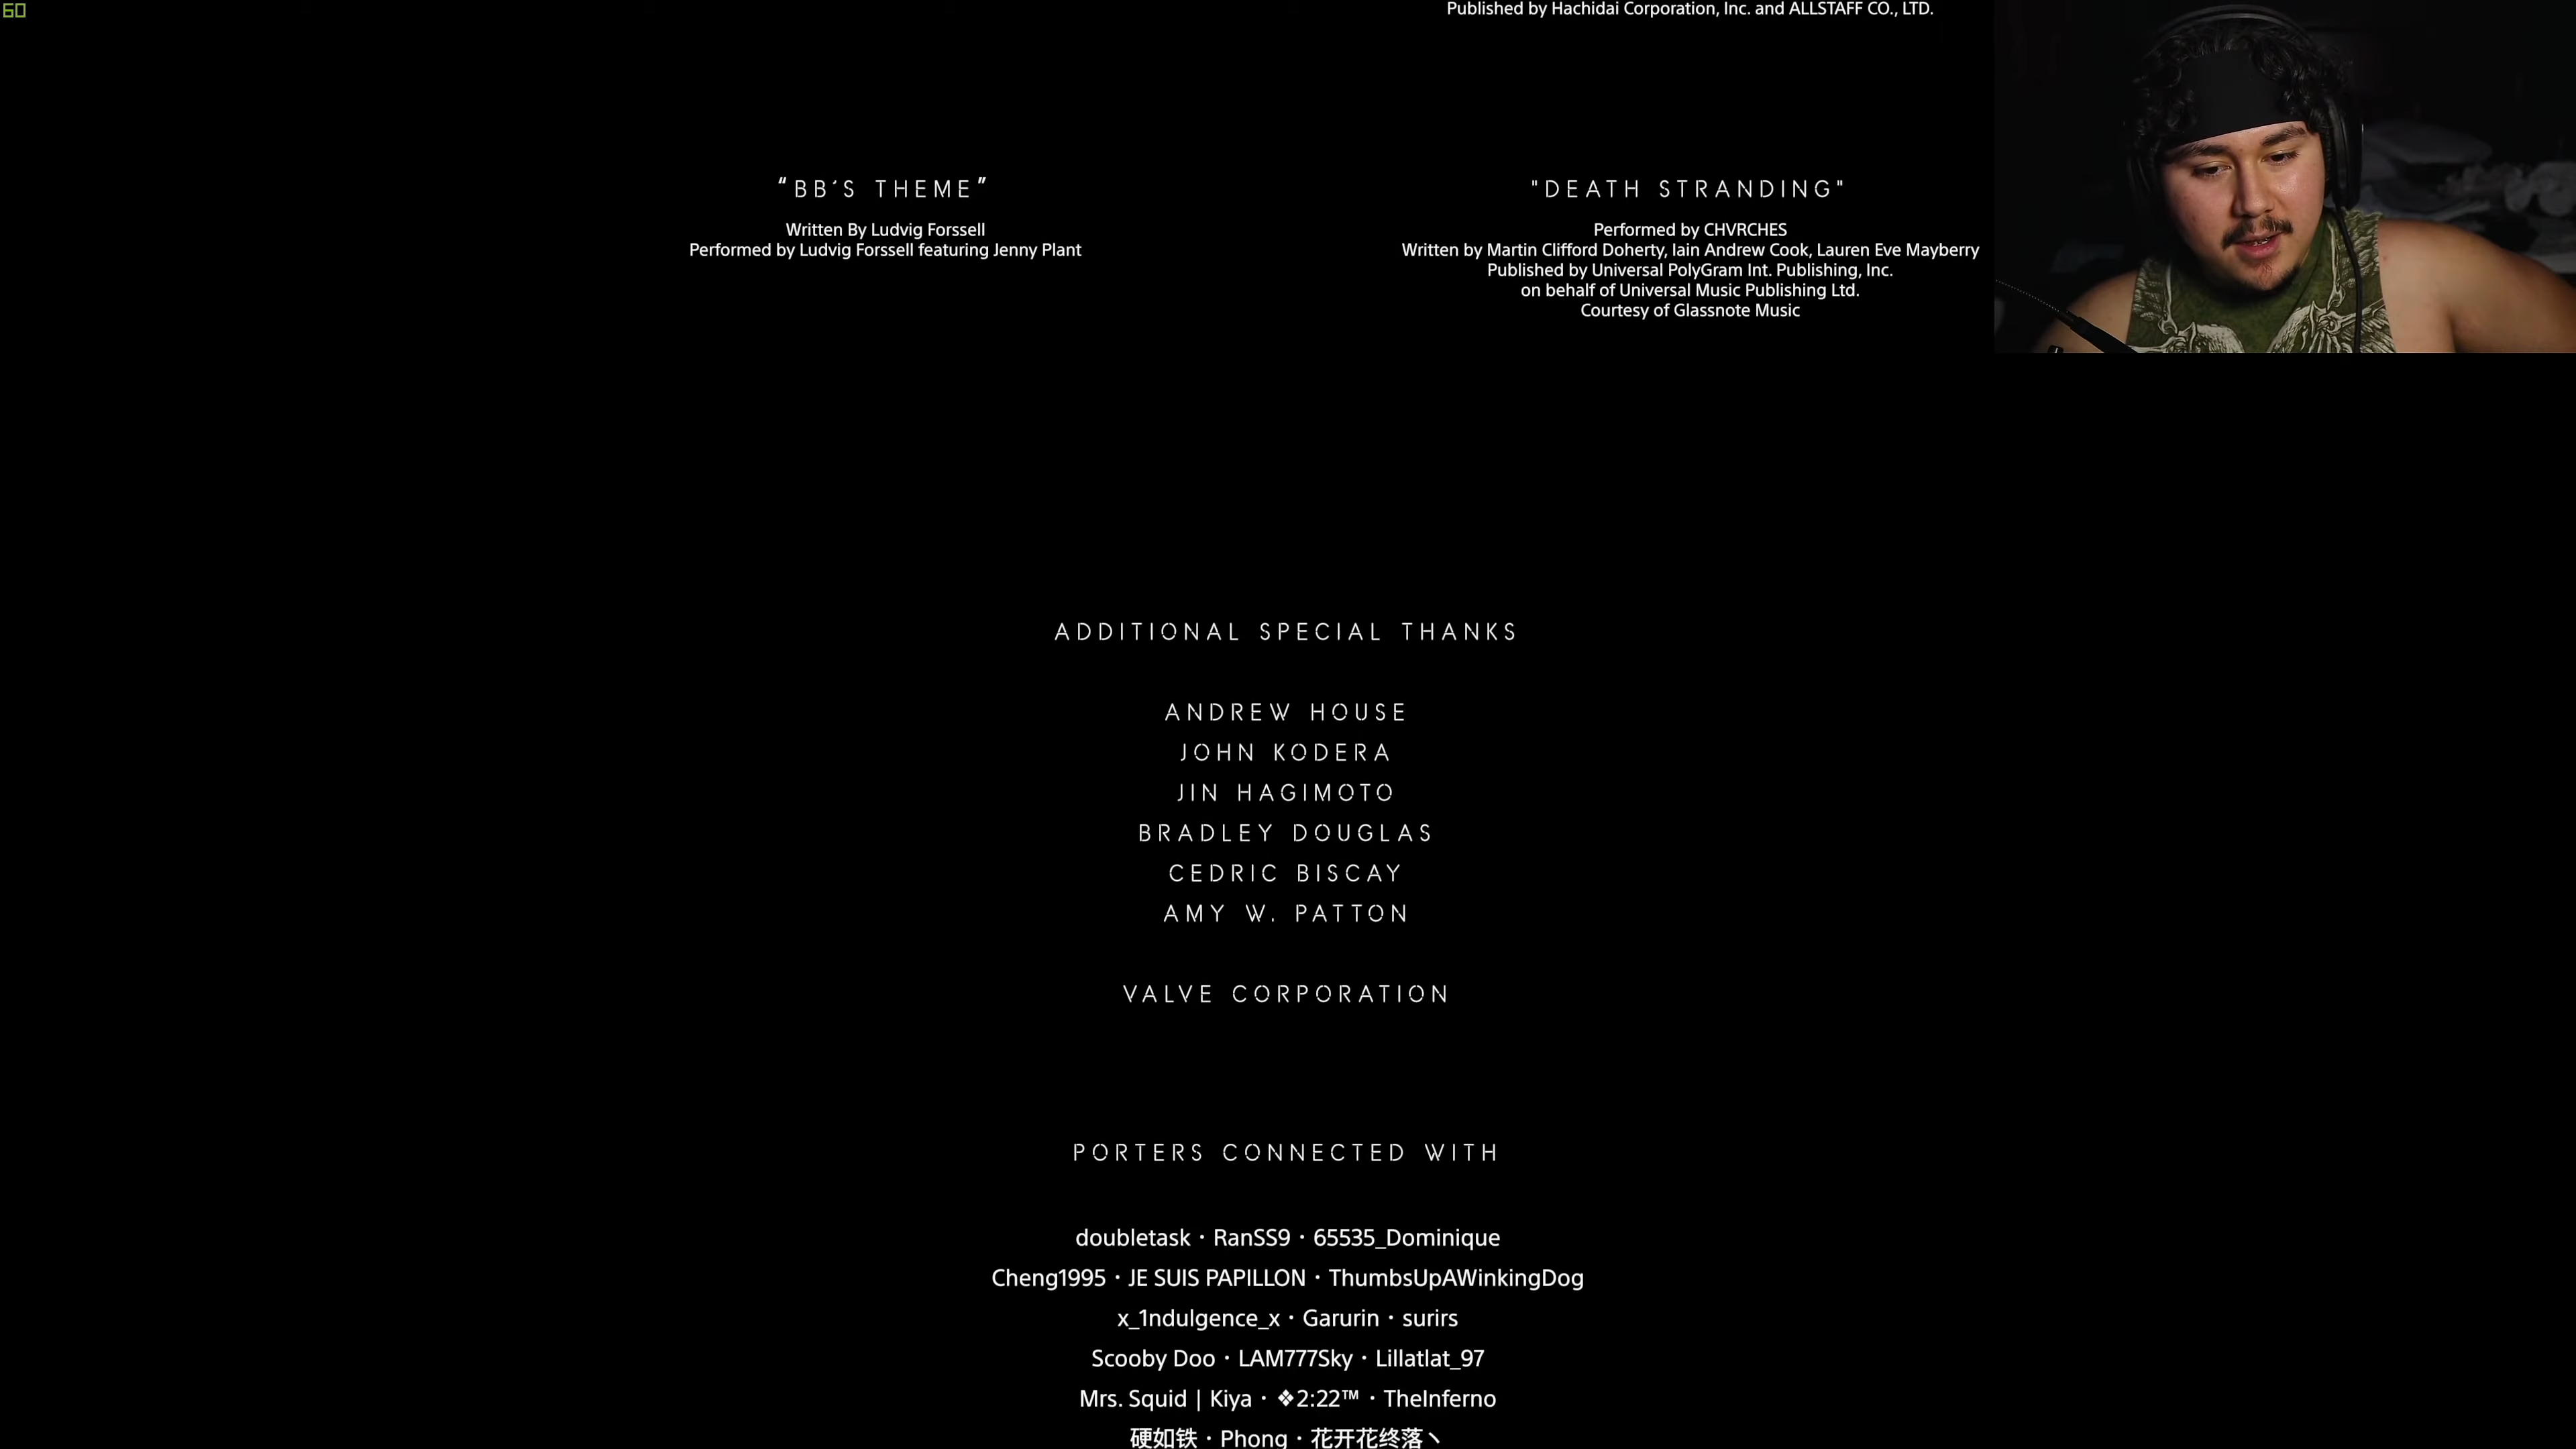 60
Published by Hachidai Corporation, Inc. and ALLSTAFF CO., LTD.
“BB´S THEME”
Written By Ludvig Forssell
Performed by Ludvig Forssell featuring Jenny Plant
"DEATH STRANDING"
Performed by CHVRCHES
Written by Martin Clifford Doherty, Iain Andrew Cook, Lauren Eve Mayberry
Published by Universal PolyGram Int. Publishing, Inc.
on behalf of Universal Music Publishing Ltd.
Courtesy of Glassnote Music
ADDITIONAL SPECIAL THANKS
ANDREW HOUSE
JOHN KODERA
JIN HAGIMOTO
BRADLEY DOUGLAS
CEDRIC BISCAY
AMY W. PATTON
VALVE CORPORATION
PORTERS CONNECTED WITH
doubletask · RanSS9 · 65535_Dominique
Cheng1995 · JE SUIS PAPILLON · ThumbsUpAWinkingDog
x_1ndulgence_x · Garurin · surirs
Scooby Doo · LAM777Sky · Lillatlat_97
Mrs. Squid | Kiya · ❖2:22™ · TheInferno
硬如铁 · Phong · 花开花终落丶